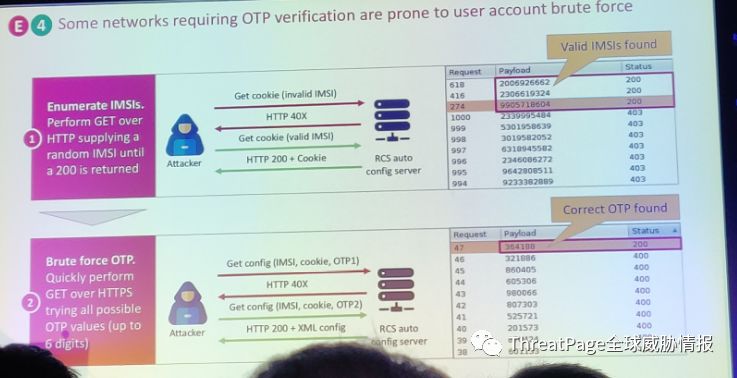 E 4 Some networks requiring OTP verification are prone to user account brute force
Valid IMSIs found
1
Enumerate IMSIs.
Perform GET over
HTTP supplying a
random IMSI until
a 200 is returned
Attacker
Get cookie (invalid IMSI)
HTTP 40X
Get cookie (valid IMSI)
HTTP 200 + Cookie
RCS auto
config server
Request Payload Status
618 2006926662 200
416 2306619324 200
274 9905718604 200
1000 2339995484 403
999 5301958639 403
998 3019582052 403
997 6318945582 403
996 2346086272 403
995 9642808511 403
994 9233382889 403
Correct OTP found
2
Brute force OTP.
Quickly perform
GET over HTTPS
trying all possible
OTP values (up to
6 digits)
Attacker
Get config (IMSI, cookie, OTP1)
HTTP 40X
Get config (IMSI, cookie, OTP2)
HTTP 200 + XML config
RCS auto
config server
Request Payload Status
47 364188 200
46 321886 400
45 860405 400
44 605306 400
43 980066 400
42 807303 400
41 525721 400
40 201573 400
39
38
ThreatPage全球威胁情报